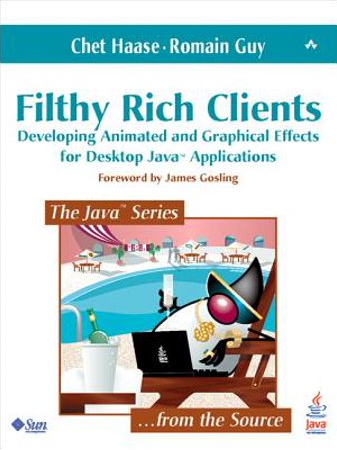 Chet Haase · Romain Guy
Filthy Rich Clients
Developing Animated and Graphical Effects
for Desktop Java™ Applications
Foreword by James Gosling
The Java™ Series
Sun
...from the Source
Java